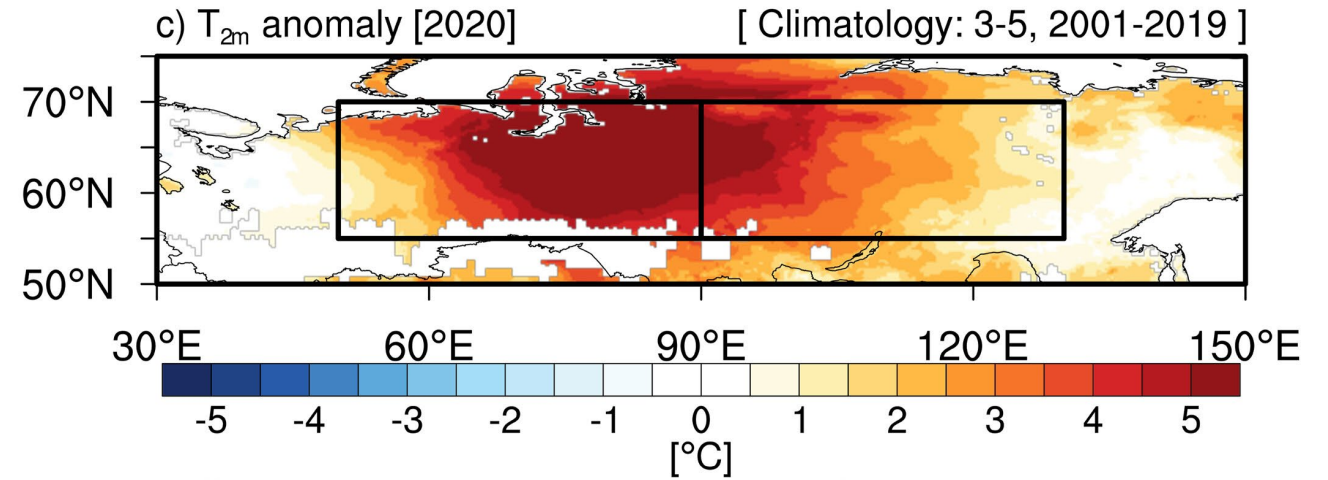 c) T2m anomaly [2020] [ Climatology: 3-5, 2001-2019 ]
70°N
60°N
50°N
30°E 60°E 90°E 120°E 150°E
-5 -4 -3 -2 -1 0 1 2 3 4 5
[°C]